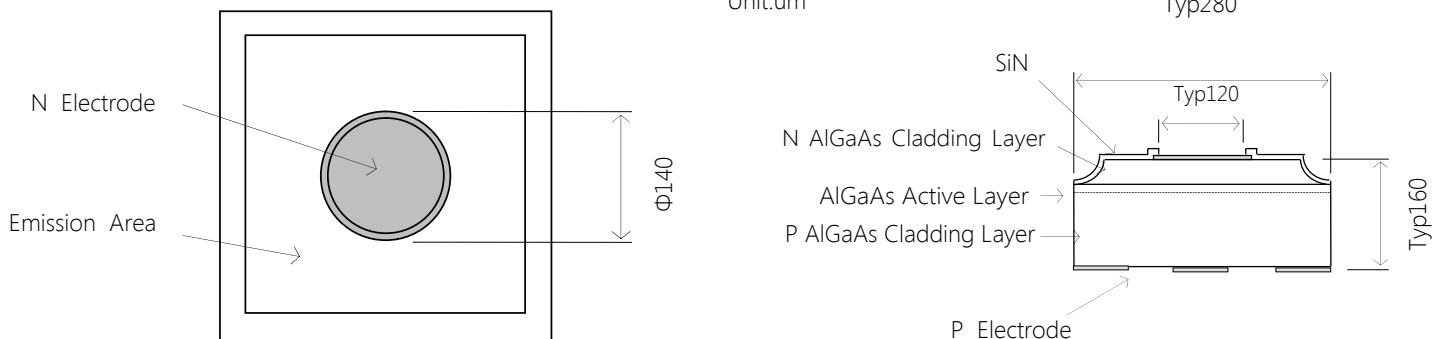 Unit:um
Typ280
SiN
N Electrode
Typ120
N AlGaAs Cladding Layer
Φ140
AlGaAs Active Layer
Typ160
Emission Area
P AlGaAs Cladding Layer
P Electrode